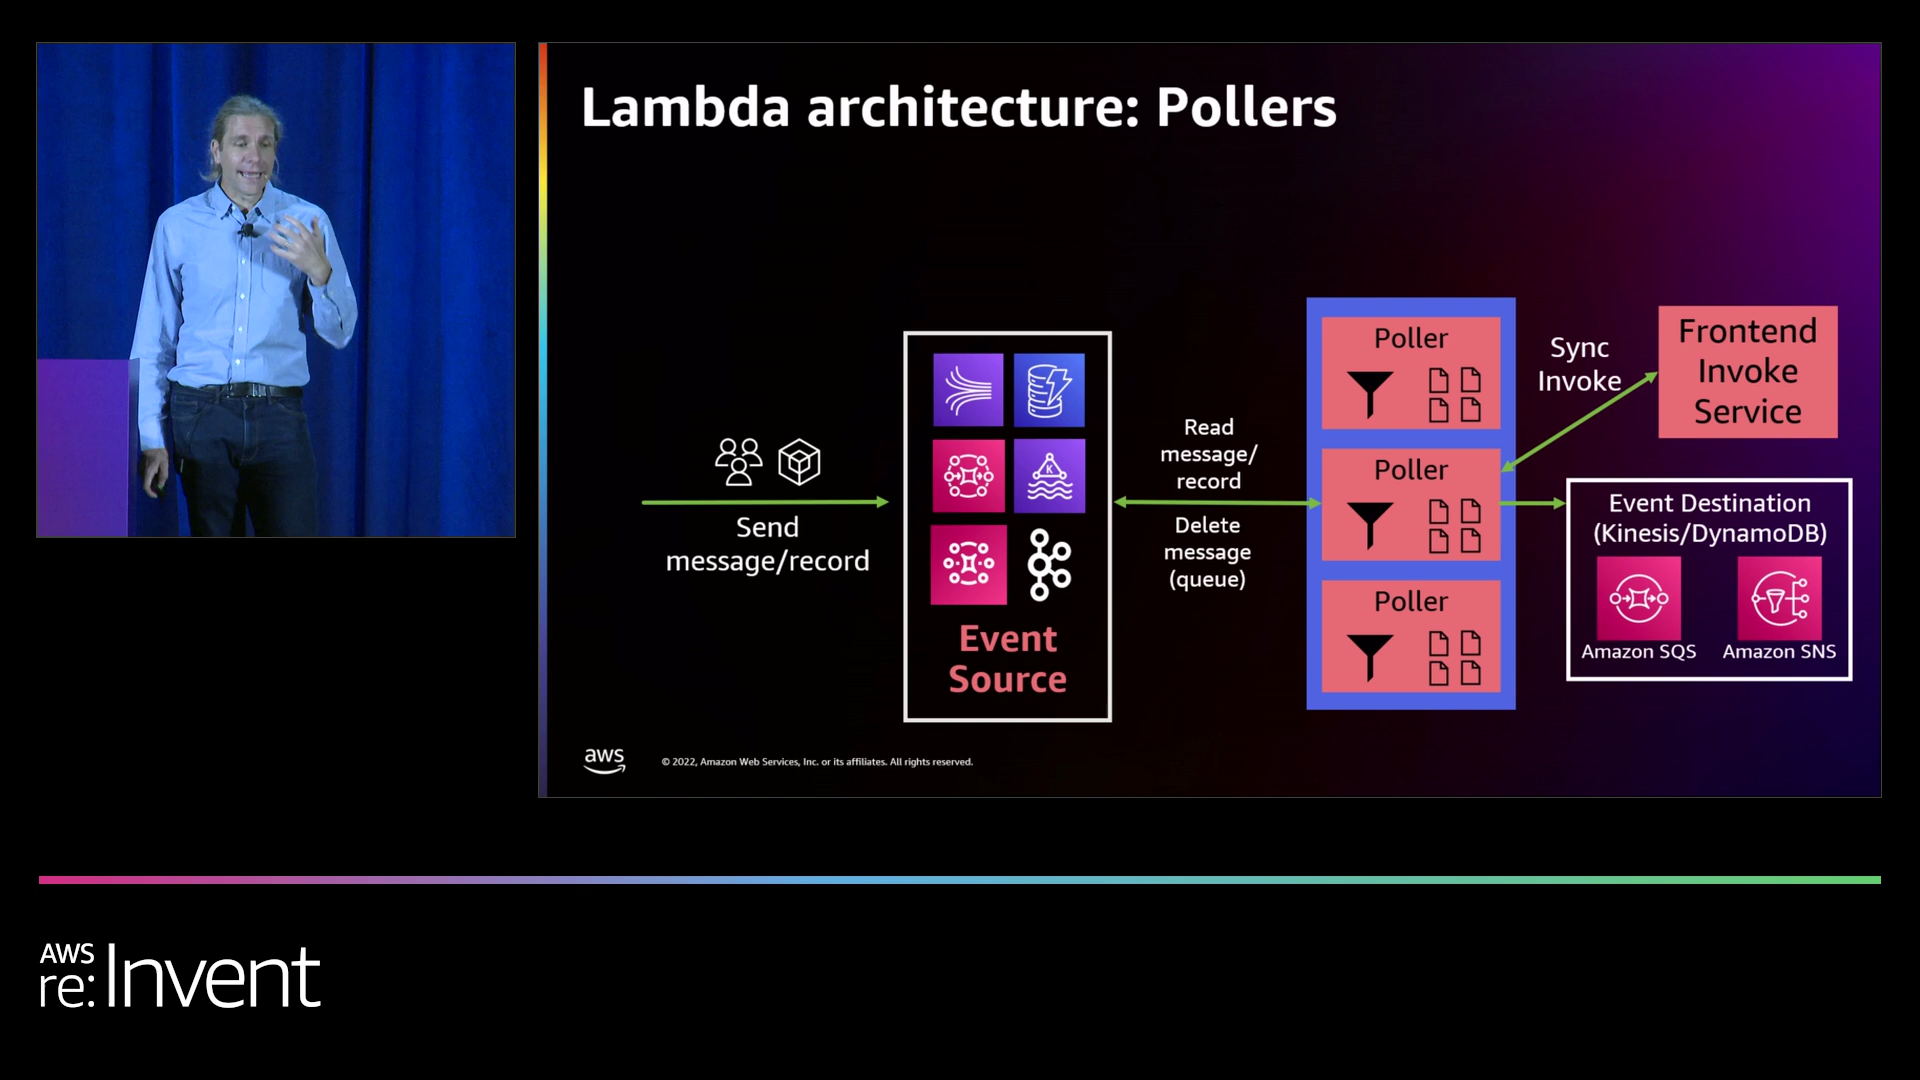 Lambda architecture: Pollers
Send
message/record
K
Event
Source
Read
message/
record
Delete
message
(queue)
Poller
Poller
Poller
Sync
Invoke
Frontend
Invoke
Service
Event Destination
(Kinesis/DynamoDB)
Amazon SQS
Amazon SNS
aws
© 2022, Amazon Web Services, Inc. or its affiliates. All rights reserved.
AWS
re:Invent